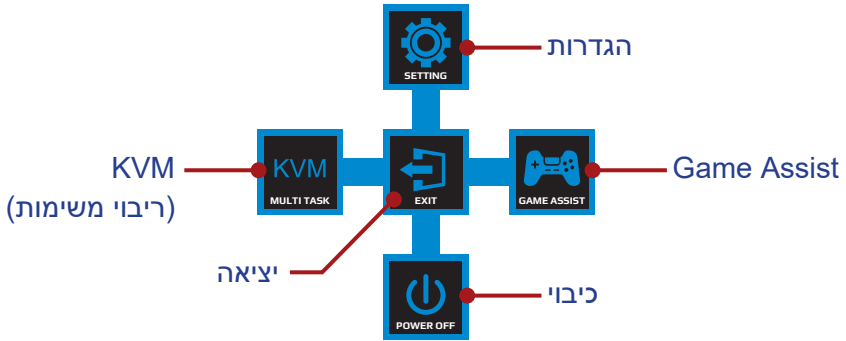 הגדרות
SETTING
KVM
(ריבוי משימות)
KVM
MULTI TASK
EXIT
GAME ASSIST
Game Assist
יציאה
POWER OFF
כיבוי